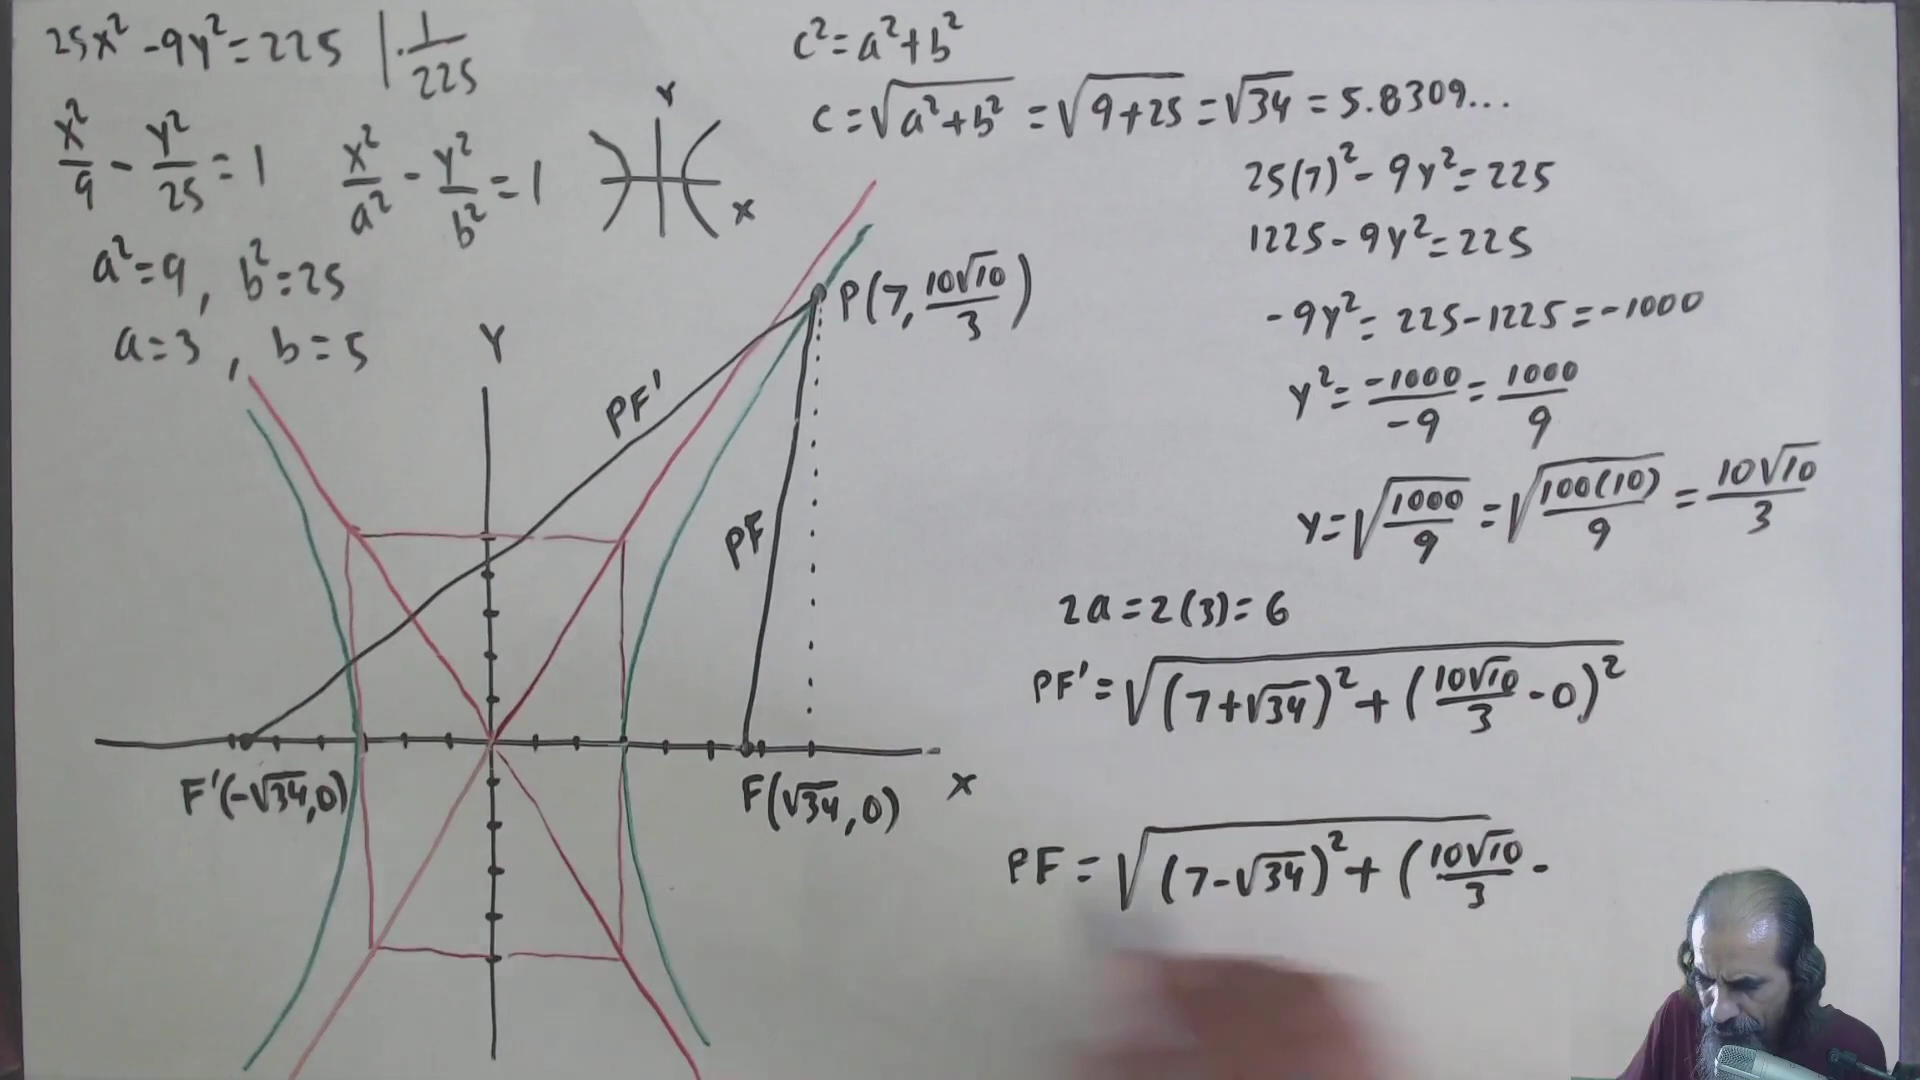 25x² - 9y² = 225 | · 1/225
x²/9 - y²/25 = 1
x²/a² - y²/b² = 1
a² = 9, b² = 25
a = 3, b = 5
Y
X
c² = a² + b²
c = √(a² + b²) = √(9+25) = √34 = 5.8309...
25(7)² - 9y² = 225
1225 - 9y² = 225
-9y² = 225 - 1225 = -1000
y² = -1000/-9 = 1000/9
y = √(1000/9) = √(100(10)/9) = 10√10/3
Y
P(7, 10√10/3)
PF'
PF
F'(-√34, 0)
F(√34, 0)
X
2a = 2(3) = 6
PF' = √((7+√34)² + (10√10/3 - 0)²)
PF = √((7-√34)² + (10√10/3 -